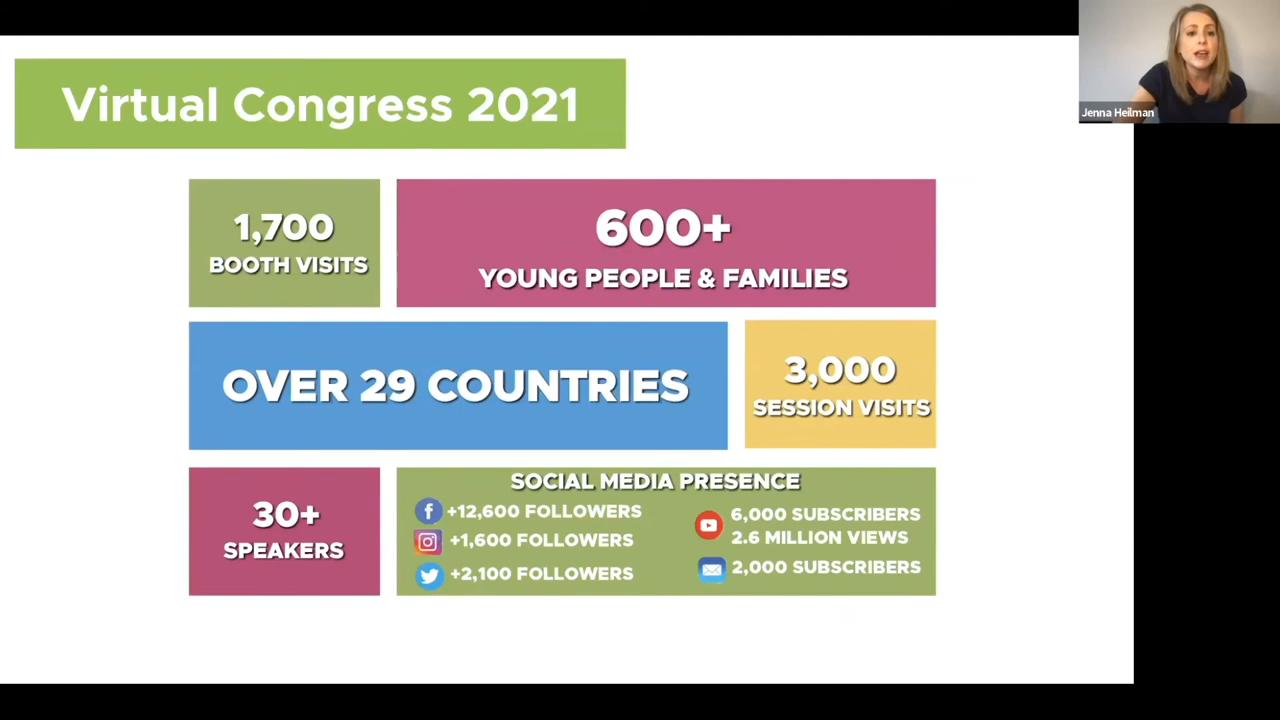 Virtual Congress 2021
Jenna Heilman
1,700
BOOTH VISITS
600+
YOUNG PEOPLE & FAMILIES
OVER 29 COUNTRIES
3,000
SESSION VISITS
30+
SPEAKERS
SOCIAL MEDIA PRESENCE
+12,600 FOLLOWERS
+1,600 FOLLOWERS
+2,100 FOLLOWERS
6,000 SUBSCRIBERS
2.6 MILLION VIEWS
2,000 SUBSCRIBERS